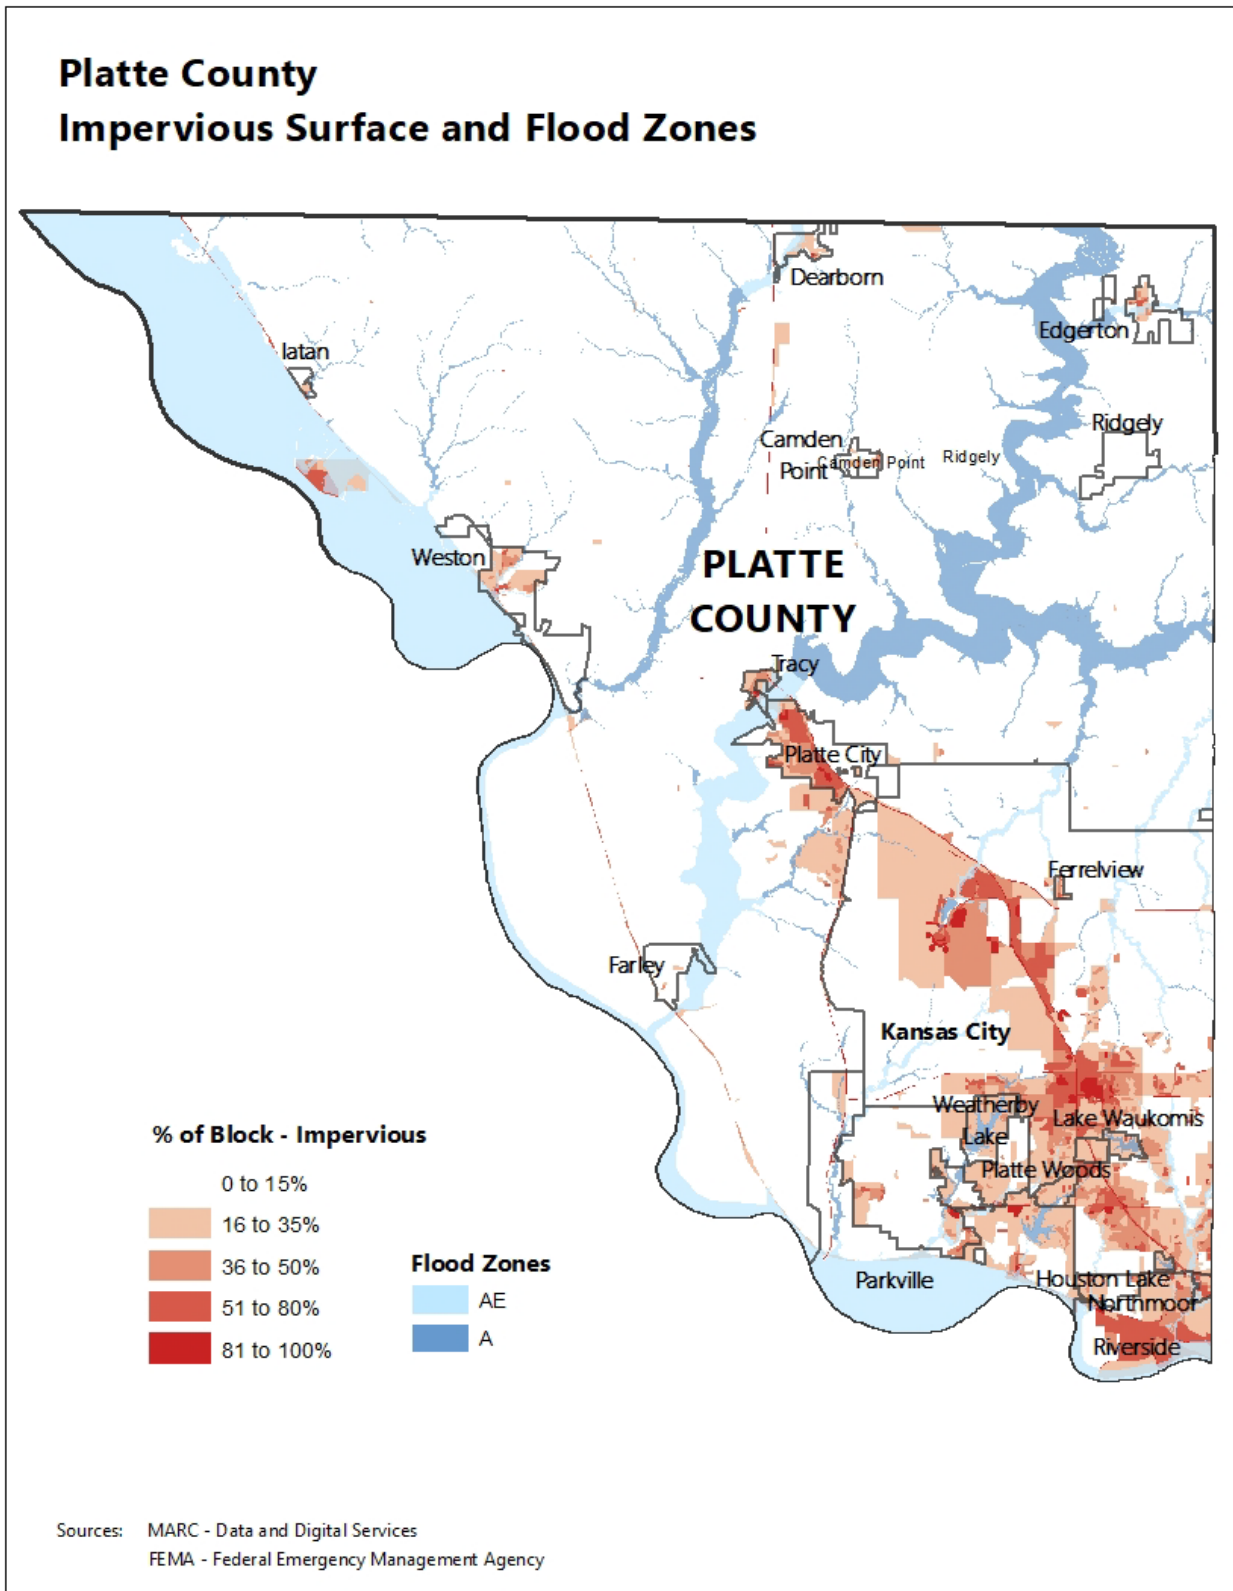 Platte County
Impervious Surface and Flood Zones
Dearborn
Edgerton
Iatan
Ridgely
Camden
Point
Camden Point
Ridgely
Weston
PLATTE
COUNTY
Tracy
Platte City
Ferrelview
Farley
Kansas City
Weatherby
Lake
Lake Waukomis
Platte Woods
Parkville
Houston Lake
Northmoor
Riverside
% of Block - Impervious
0 to 15%
16 to 35%
36 to 50%
51 to 80%
81 to 100%
Flood Zones
AE
A
Sources: MARC - Data and Digital Services
FEMA - Federal Emergency Management Agency